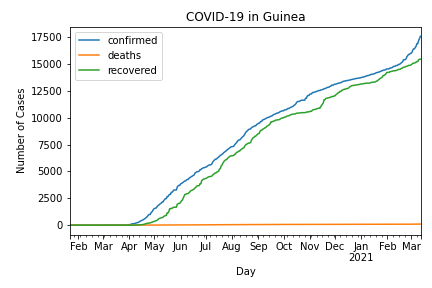 COVID-19 in Guinea
confirmed
deaths
recovered
Number of Cases
17500
15000
12500
10000
7500
5000
2500
0
Feb Mar Apr May Jun Jul Aug Sep Oct Nov Dec Jan Feb Mar
2021
Day